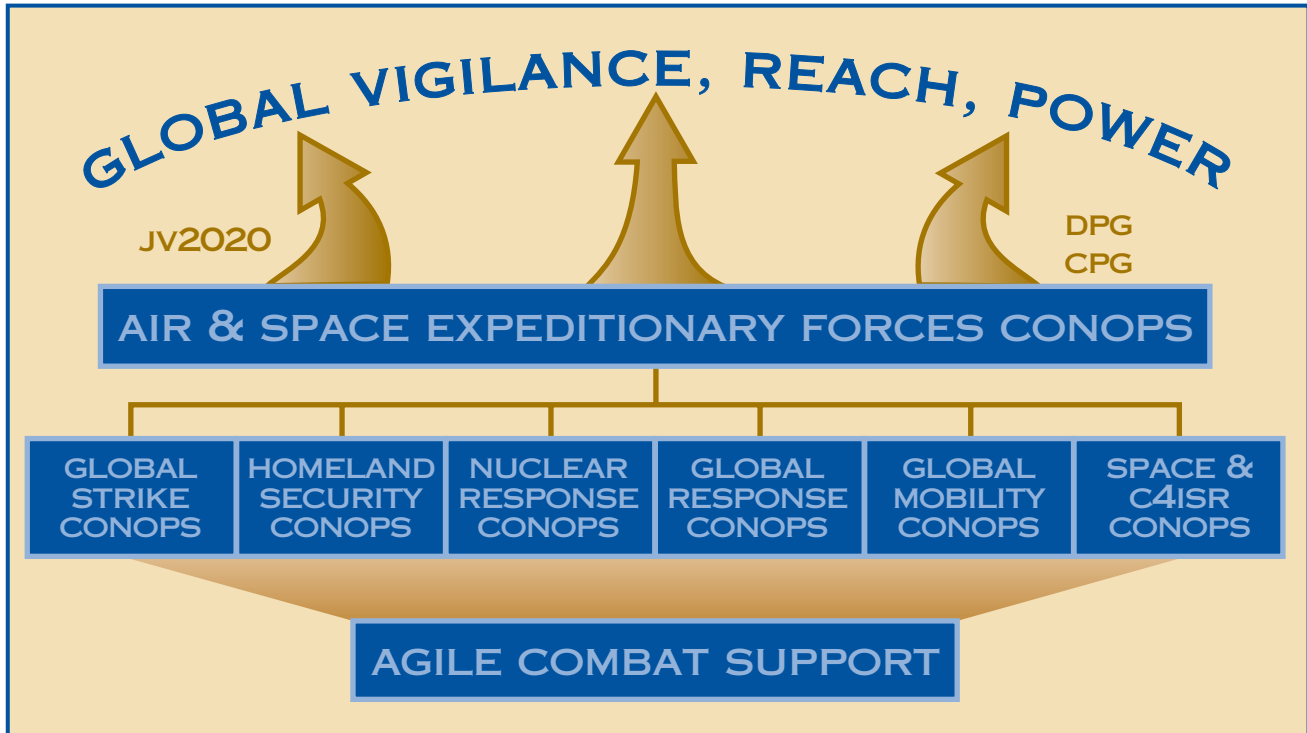 GLOBAL VIGILANCE, REACH, POWER
JV2020
DPG
CPG
AIR & SPACE EXPEDITIONARY FORCES CONOPS
GLOBAL
STRIKE
CONOPS
HOMELAND
SECURITY
CONOPS
NUCLEAR
RESPONSE
CONOPS
GLOBAL
RESPONSE
CONOPS
GLOBAL
MOBILITY
CONOPS
SPACE &
C4ISR
CONOPS
AGILE COMBAT SUPPORT